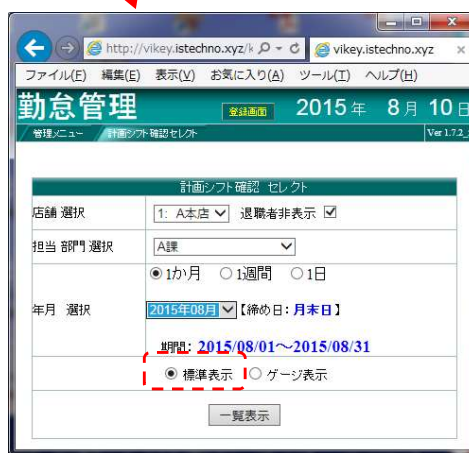 http://vikey.istechno.xyz/k
vikey.istechno.xyz
ファイル(F) 編集(E) 表示(V) お気に入り(A) ツール(T) ヘルプ(H)
勤怠管理 登録画面 2015年 8月 10日
管理メニュー 計画シフト確認セレクト Ver 1.7.2_
計画シフト確認 セレクト
店舗 選択 1: A本店 退職者非表示
担当 部門 選択 A課
1か月 1週間 1日
年月 選択 2015年08月 【締め日：月末日】
期間: 2015/08/01～2015/08/31
標準表示 ゲージ表示
一覧表示